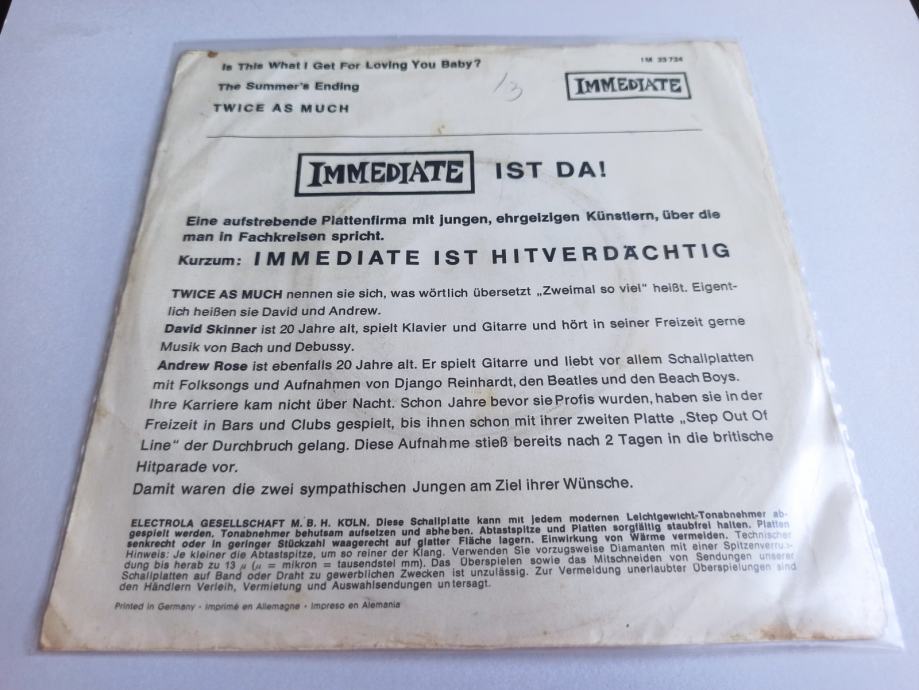 Is This What I Get For Loving You Baby?
IM 23 734
The Summer's Ending
13
IMMEDIATE
TWICE AS MUCH
IMMEDIATE IST DA!
Eine aufstrebende Plattenfirma mit jungen, ehrgeizigen Künstlern, über die
man in Fachkreisen spricht.
Kurzum: IMMEDIATE IST HITVERDÄCHTIG
TWICE AS MUCH nennen sie sich, was wörtlich übersetzt „Zweimal so viel" heißt. Eigent-
lich heißen sie David und Andrew.
David Skinner ist 20 Jahre alt, spielt Klavier und Gitarre und hört in seiner Freizeit gerne
Musik von Bach und Debussy.
Andrew Rose ist ebenfalls 20 Jahre alt. Er spielt Gitarre und liebt vor allem Schallplatten
mit Folksongs und Aufnahmen von Django Reinhardt, den Beatles und den Beach Boys.
Ihre Karriere kam nicht über Nacht. Schon Jahre bevor sie Profis wurden, haben sie in der
Freizeit in Bars und Clubs gespielt, bis ihnen schon mit ihrer zweiten Platte „Step Out Of
Line" der Durchbruch gelang. Diese Aufnahme stieß bereits nach 2 Tagen in die britische
Hitparade vor.
Damit waren die zwei sympathischen Jungen am Ziel ihrer Wünsche.
ELECTROLA GESELLSCHAFT M. B. H. KÖLN. Diese Schallplatte kann mit jedem modernen Leichtgewicht-Tonabnehmer ab-
gespielt werden. Tonabnehmer behutsam aufsetzen und abheben. Abtastspitze und Platten sorgfältig staubfrei halten. Platten
senkrecht oder in geringer Stückzahl waagerecht auf glatter Fläche lagern. Einwirkung von Wärme vermeiden. Technischer
Hinweis: Je kleiner die Abtastspitze, um so reiner der Klang. Verwenden Sie vorzugsweise Diamanten mit einer Spitzenverrun-
dung bis herab zu 13 μ (μ = mikron = tausendstel mm). Das Überspielen sowie das Mitschneiden von Sendungen unserer
Schallplatten auf Band oder Draht zu gewerblichen Zwecken ist unzulässig. Zur Vermeidung unerlaubter Überspielungen sind
den Händlern Verleih, Vermietung und Auswahlsendungen untersagt.
Printed in Germany · Imprimé en Allemagne · Impreso en Alemania